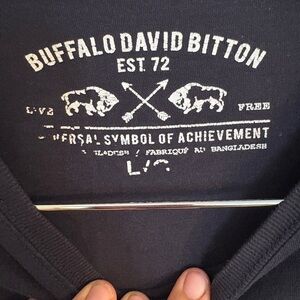 BUFFALO DAVID BITTON
EST. 72
FREE
SYMBOL OF ACHIEVEMENT
/ FABRIQUÉ AU BANGLADESH